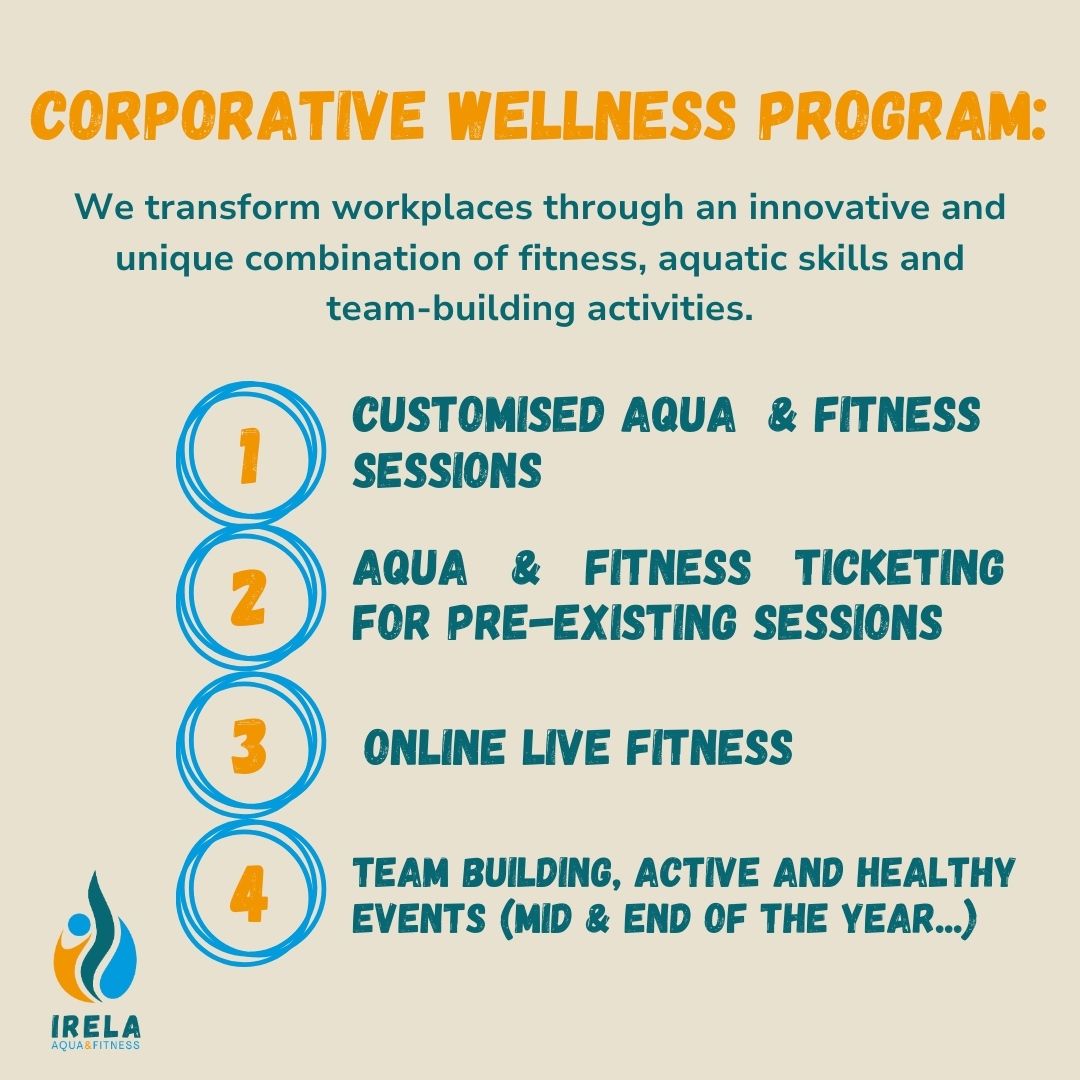 CORPORATIVE WELLNESS PROGRAM:
We transform workplaces through an innovative and
unique combination of fitness, aquatic skills and
team-building activities.
1
CUSTOMISED AQUA & FITNESS
SESSIONS
2
AQUA & FITNESS TICKETING
FOR PRE-EXISTING SESSIONS
3
ONLINE LIVE FITNESS
4
TEAM BUILDING, ACTIVE AND HEALTHY
EVENTS (MID & END OF THE YEAR...)
IRELA
AQUA&FITNESS